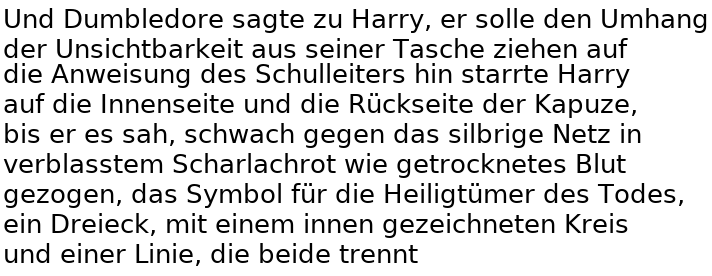 Und Dumbledore sagte zu Harry, er solle den Umhang
der Unsichtbarkeit aus seiner Tasche ziehen auf
die Anweisung des Schulleiters hin starrte Harry
auf die Innenseite und die Rückseite der Kapuze,
bis er es sah, schwach gegen das silbrige Netz in
verblasstem Scharlachrot wie getrocknetes Blut
gezogen, das Symbol für die Heiligtümer des Todes,
ein Dreieck, mit einem innen gezeichneten Kreis
und einer Linie, die beide trennt